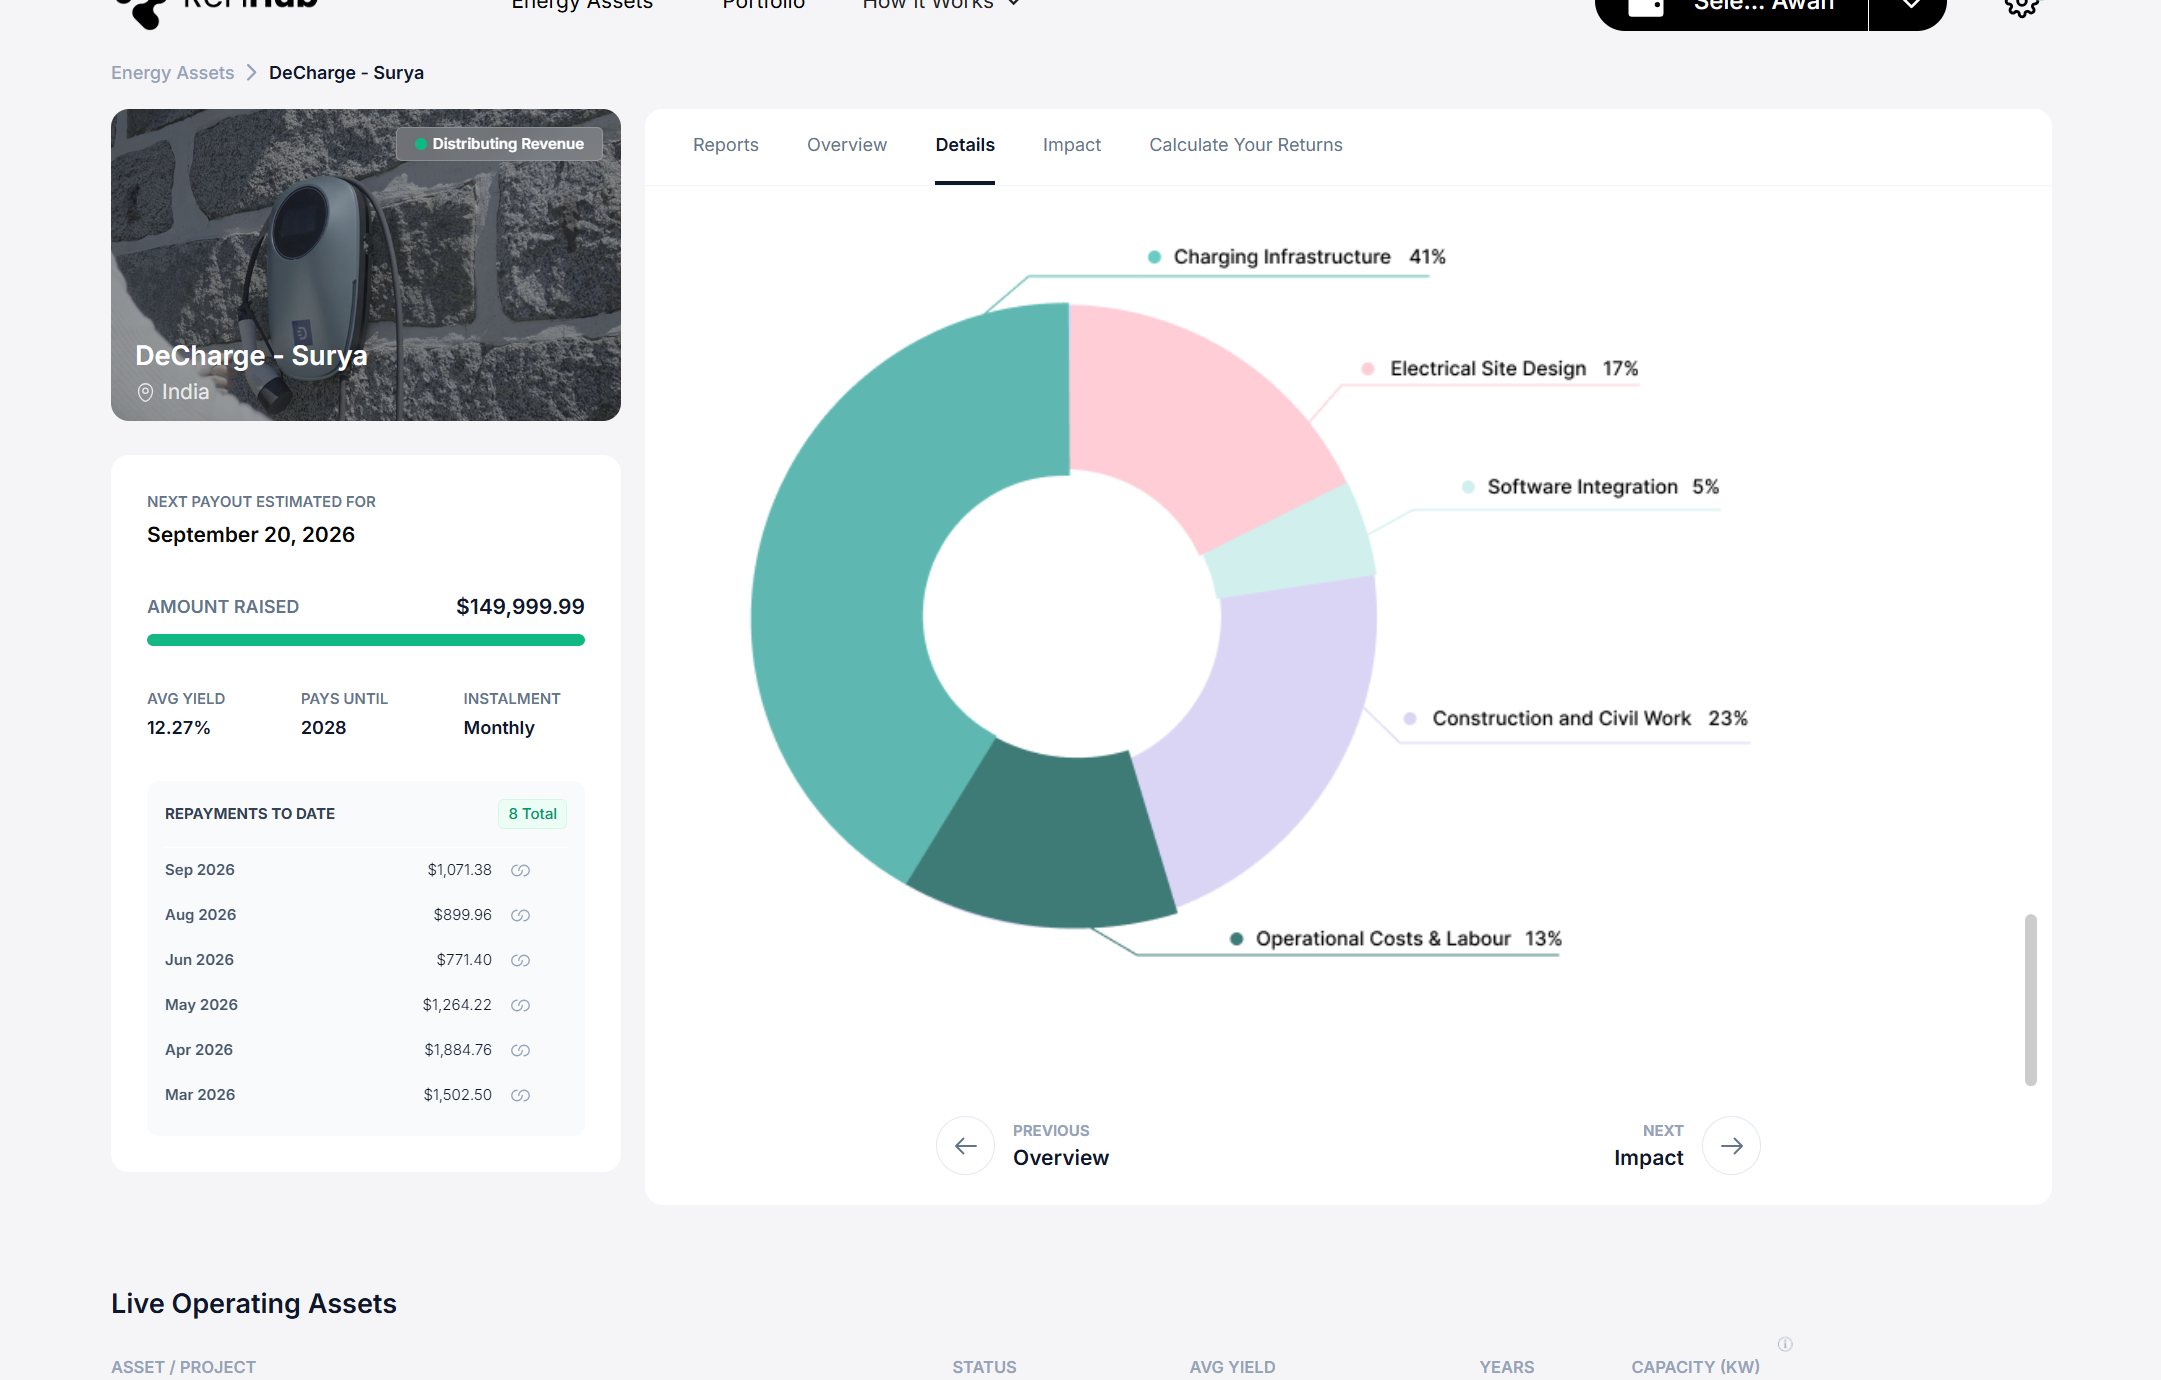 ReFiHub
Energy Assets
Portfolio
How it Works
Sele... Awan
Energy Assets > DeCharge - Surya
Distributing Revenue
DeCharge - Surya
India
NEXT PAYOUT ESTIMATED FOR
September 20, 2026
AMOUNT RAISED $149,999.99
AVG YIELD PAYS UNTIL INSTALMENT
12.27% 2028 Monthly
REPAYMENTS TO DATE 8 Total
Sep 2026 $1,071.38
Aug 2026 $899.96
Jun 2026 $771.40
May 2026 $1,264.22
Apr 2026 $1,884.76
Mar 2026 $1,502.50
Reports Overview Details Impact Calculate Your Returns
Charging Infrastructure 41%
Electrical Site Design 17%
Software Integration 5%
Construction and Civil Work 23%
Operational Costs & Labour 13%
PREVIOUS
Overview
NEXT
Impact
Live Operating Assets
ASSET / PROJECT STATUS AVG YIELD YEARS CAPACITY (KW)